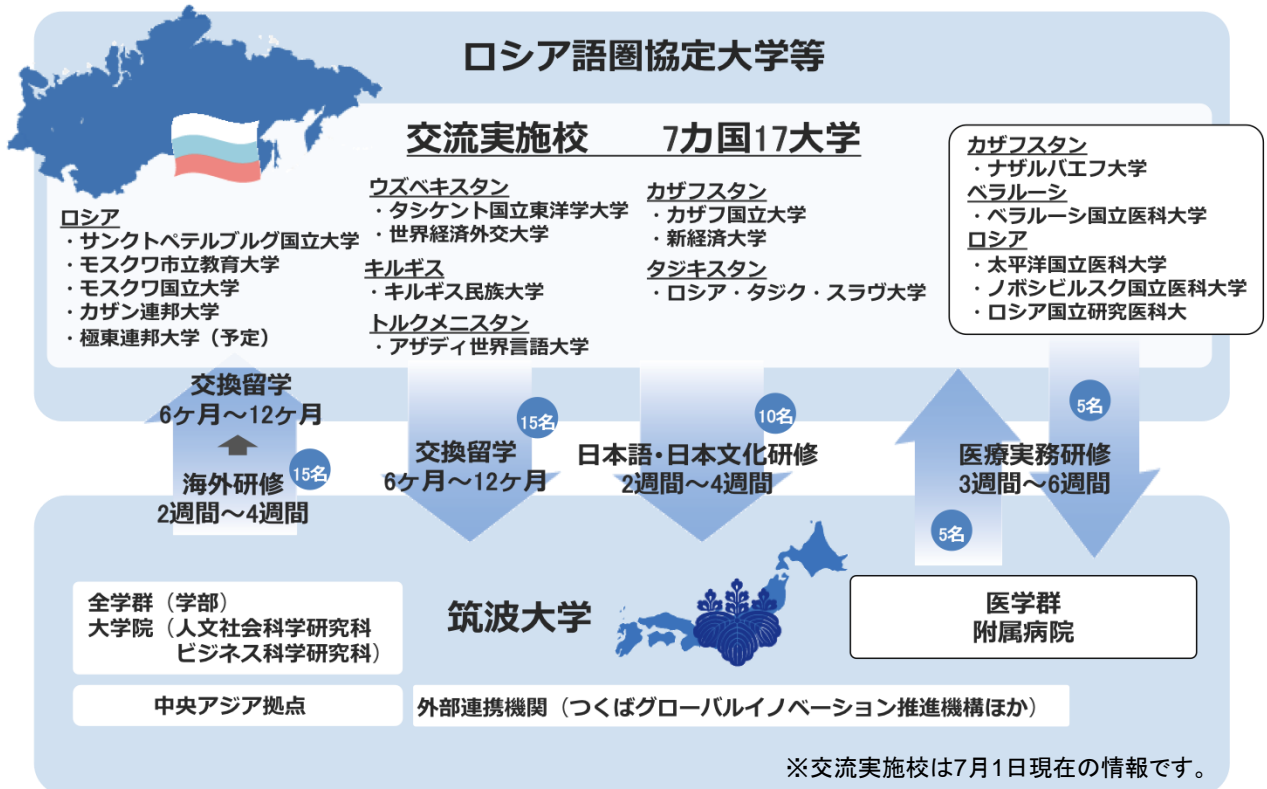 ロシア語圏協定大学等
交流実施校 7カ国17大学
ロシア
・サンクトペテルブルグ国立大学
・モスクワ市立教育大学
・モスクワ国立大学
・カザン連邦大学
・極東連邦大学（予定）
ウズベキスタン
・タシケント国立東洋学大学
・世界経済外交大学
キルギス
・キルギス民族大学
トルクメニスタン
・アザディ世界言語大学
カザフスタン
・カザフ国立大学
・新経済大学
タジキスタン
・ロシア・タジク・スラヴ大学
カザフスタン
・ナザルバエフ大学
ベラルーシ
・ベラルーシ国立医科大学
ロシア
・太平洋国立医科大学
・ノボシビルスク国立医科大学
・ロシア国立研究医科大
交換留学
6ヶ月～12ヶ月
海外研修
2週間～4週間
15名
交換留学
6ヶ月～12ヶ月
15名
日本語・日本文化研修
2週間～4週間
10名
医療実務研修
3週間～6週間
5名
5名
全学群（学部）
大学院（人文社会科学研究科
ビジネス科学研究科）
筑波大学
医学群
附属病院
中央アジア拠点
外部連携機関（つくばグローバルイノベーション推進機構ほか）
※交流実施校は7月1日現在の情報です。